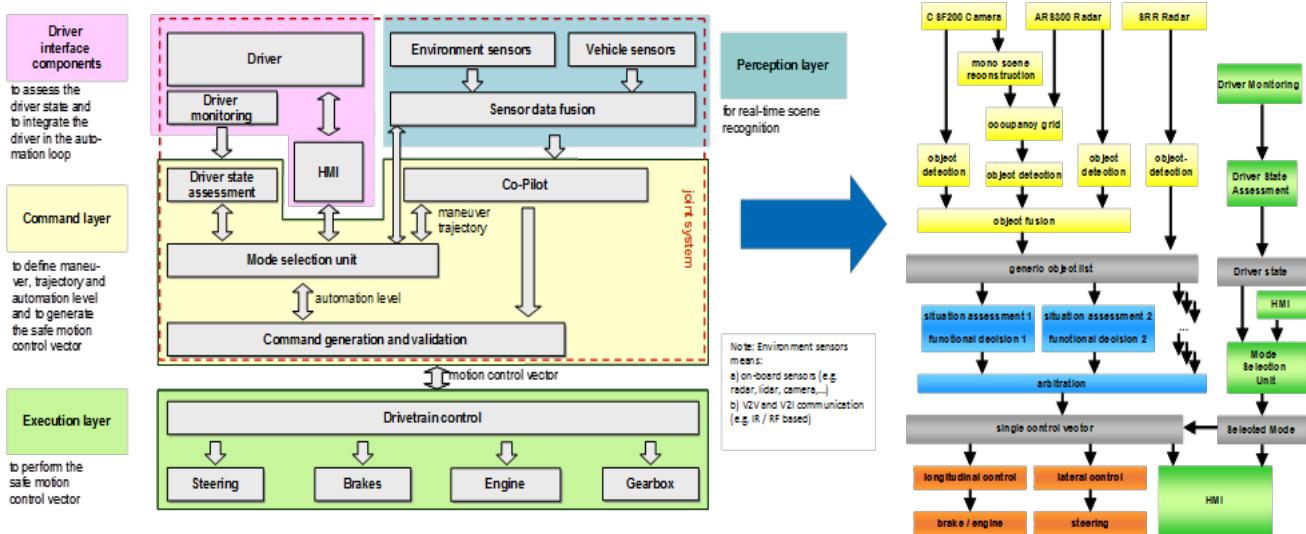 Driver
interface
components
to assess the
driver state and
to integrate the
driver in the auto-
mation loop
Command layer
to define maneu-
ver, trajectory and
automation level
and to generate
the safe motion
control vector
Execution layer
to perform the
safe motion
control vector
Driver
Driver
monitoring
HMI
Environment sensors
Vehicle sensors
Sensor data fusion
Driver state
assessment
Co-Pilot
maneuver
trajectory
Mode selection unit
automation level
Command generation and validation
joint system
motion control vector
Drivetrain control
Steering
Brakes
Engine
Gearbox
Perception layer
for real-time scene
recognition
Note: Environment sensors
means:
a) on-board sensors (e.g.
radar, lidar, camera,...)
b) V2V and V2I communication
(e.g. IR / RF based)
CSF200 Camera
ARS300 Radar
SRR Radar
mono scene
reconstruction
occupancy grid
object
detection
object detection
object
detection
object-
detection
object fusion
generic object list
situation assessment 1
functional decision 1
situation assessment 2
functional decision 2
...
arbitration
single control vector
longitudinal control
lateral control
brake / engine
steering
Driver Monitoring
Driver State
Assessment
Driver state
HMI
Mode
Selection
Unit
Selected Mode
HMI